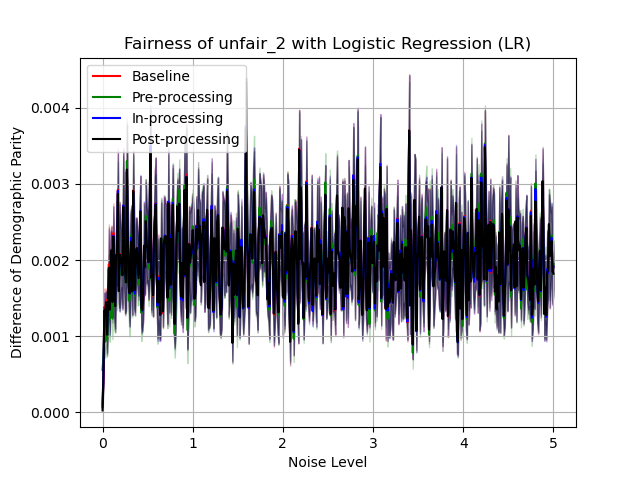 Fairness of unfair_2 with Logistic Regression (LR)
Baseline
Pre-processing
In-processing
Post-processing
Difference of Demographic Parity
0.004
0.003
0.002
0.001
0.000
0 1 2 3 4 5
Noise Level